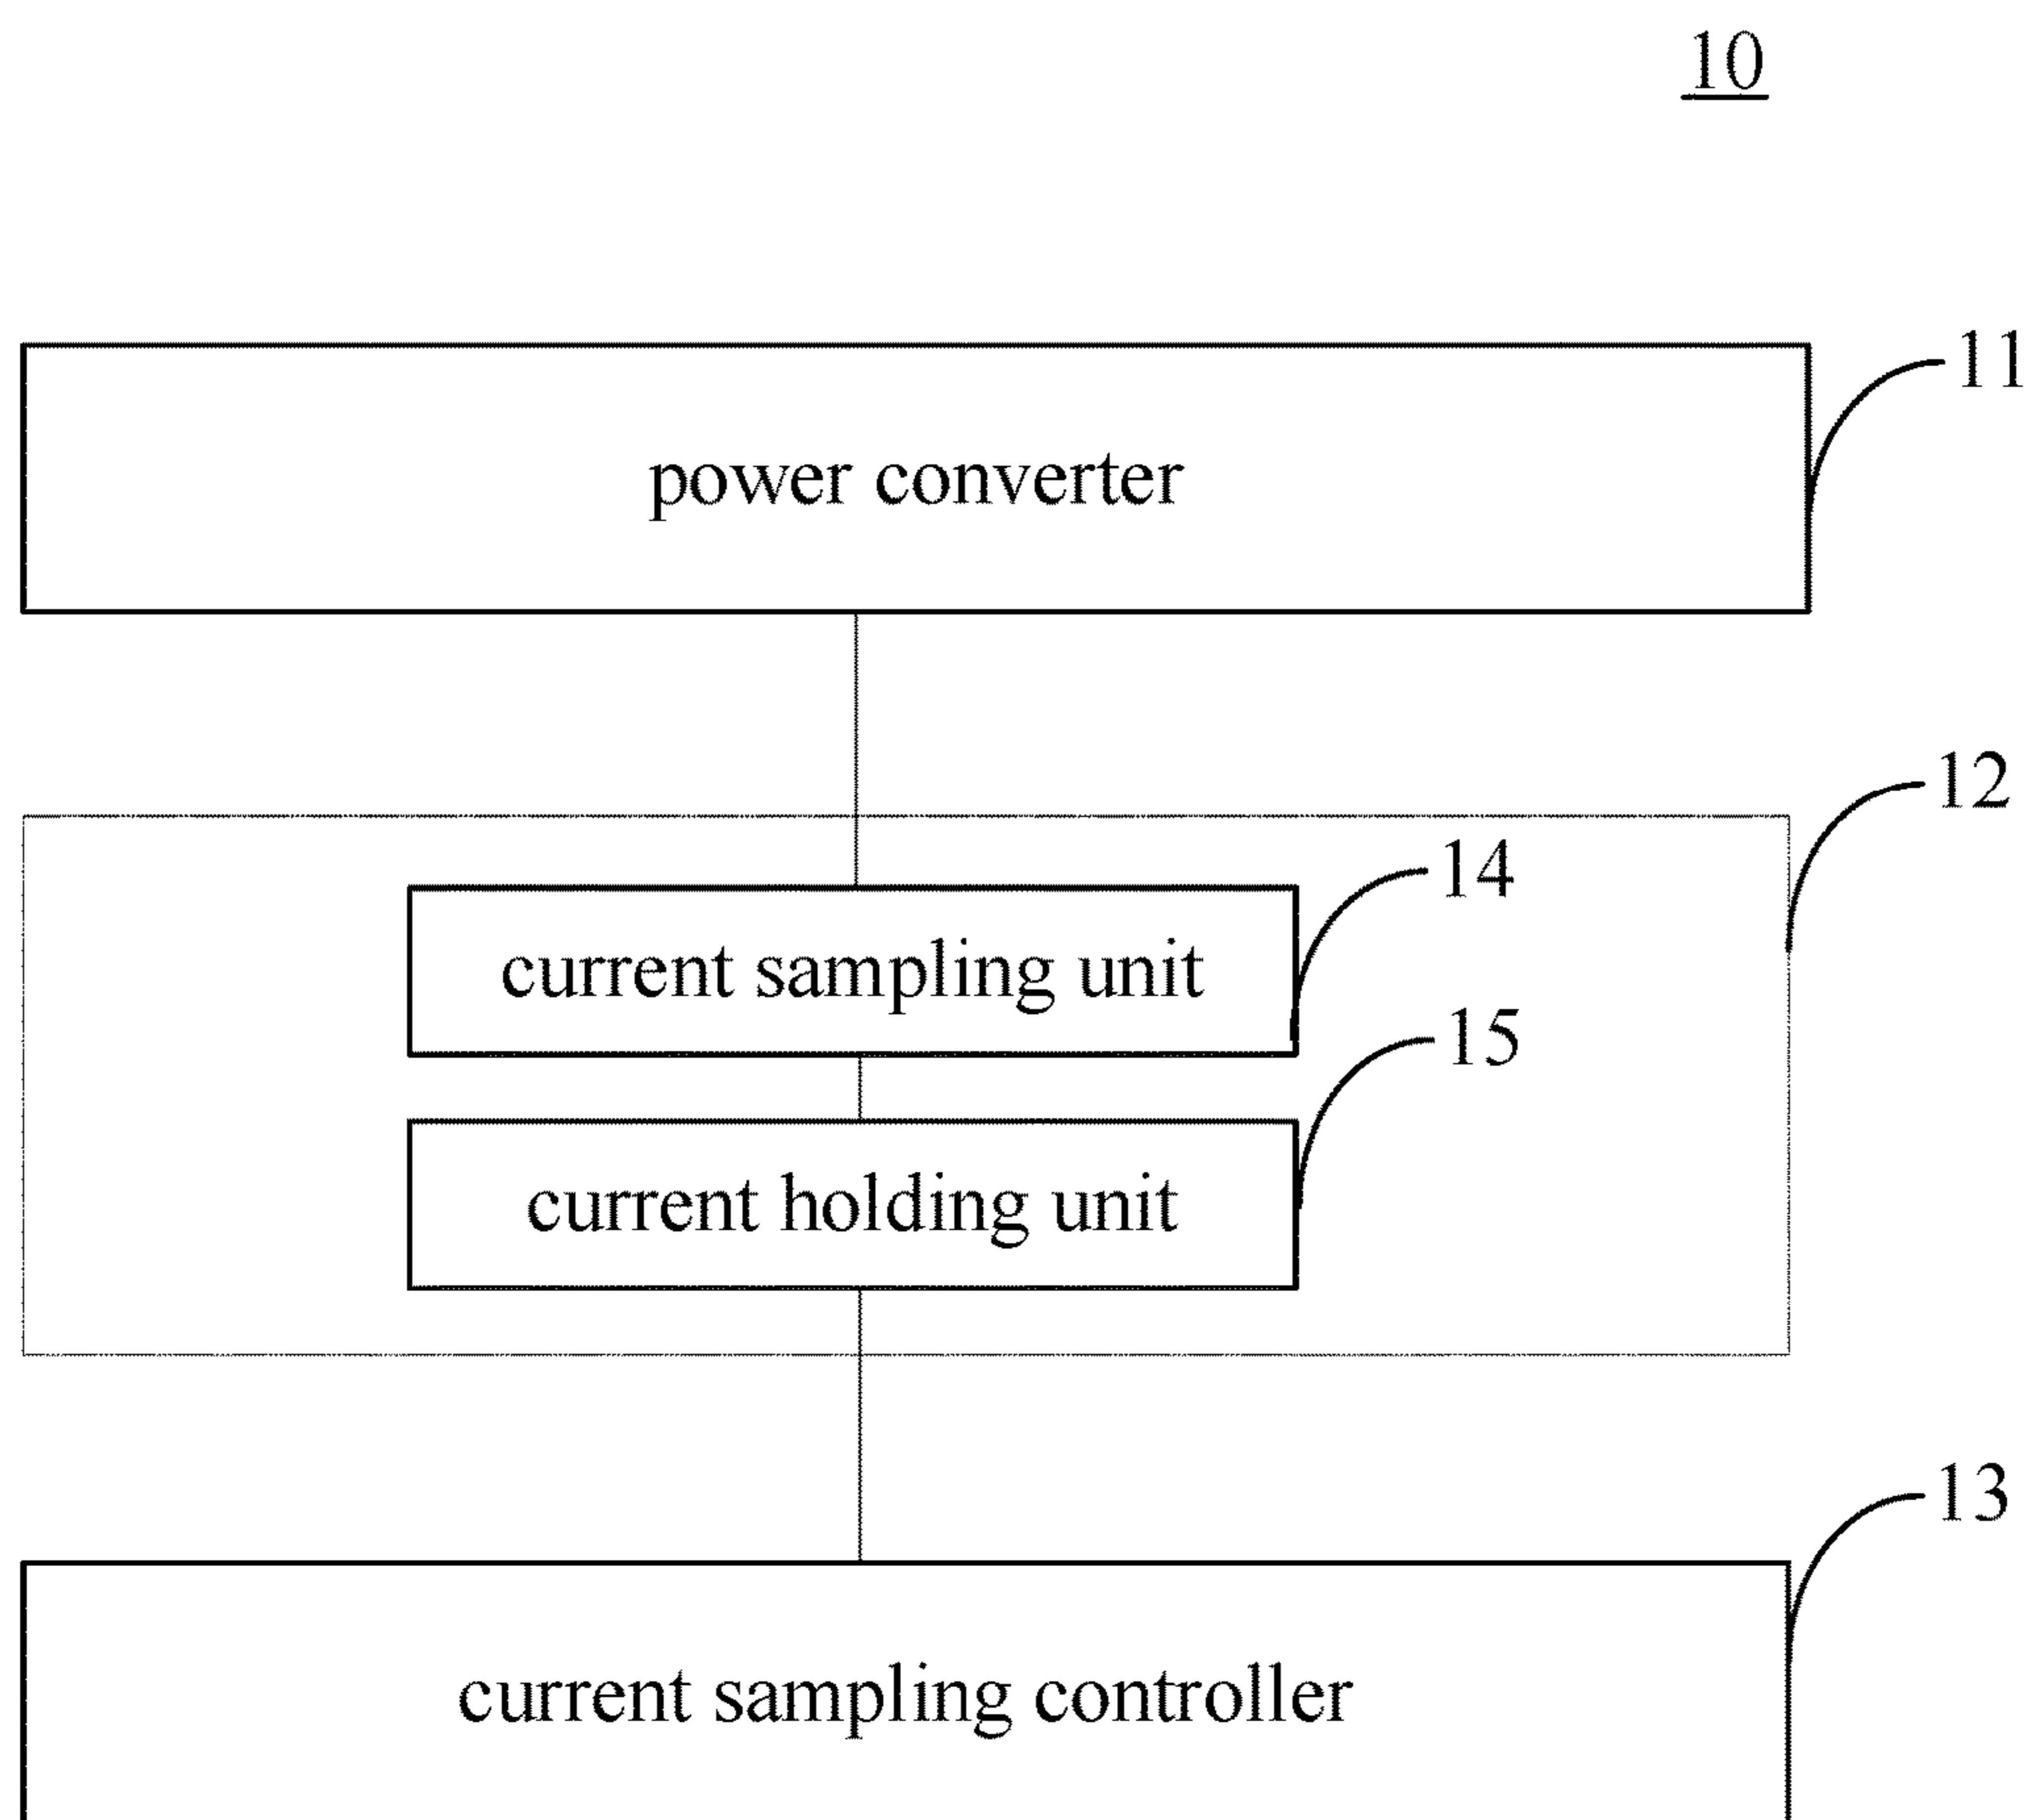 10
11
power converter
12
14
current sampling unit
15
current holding unit
13
current sampling controller